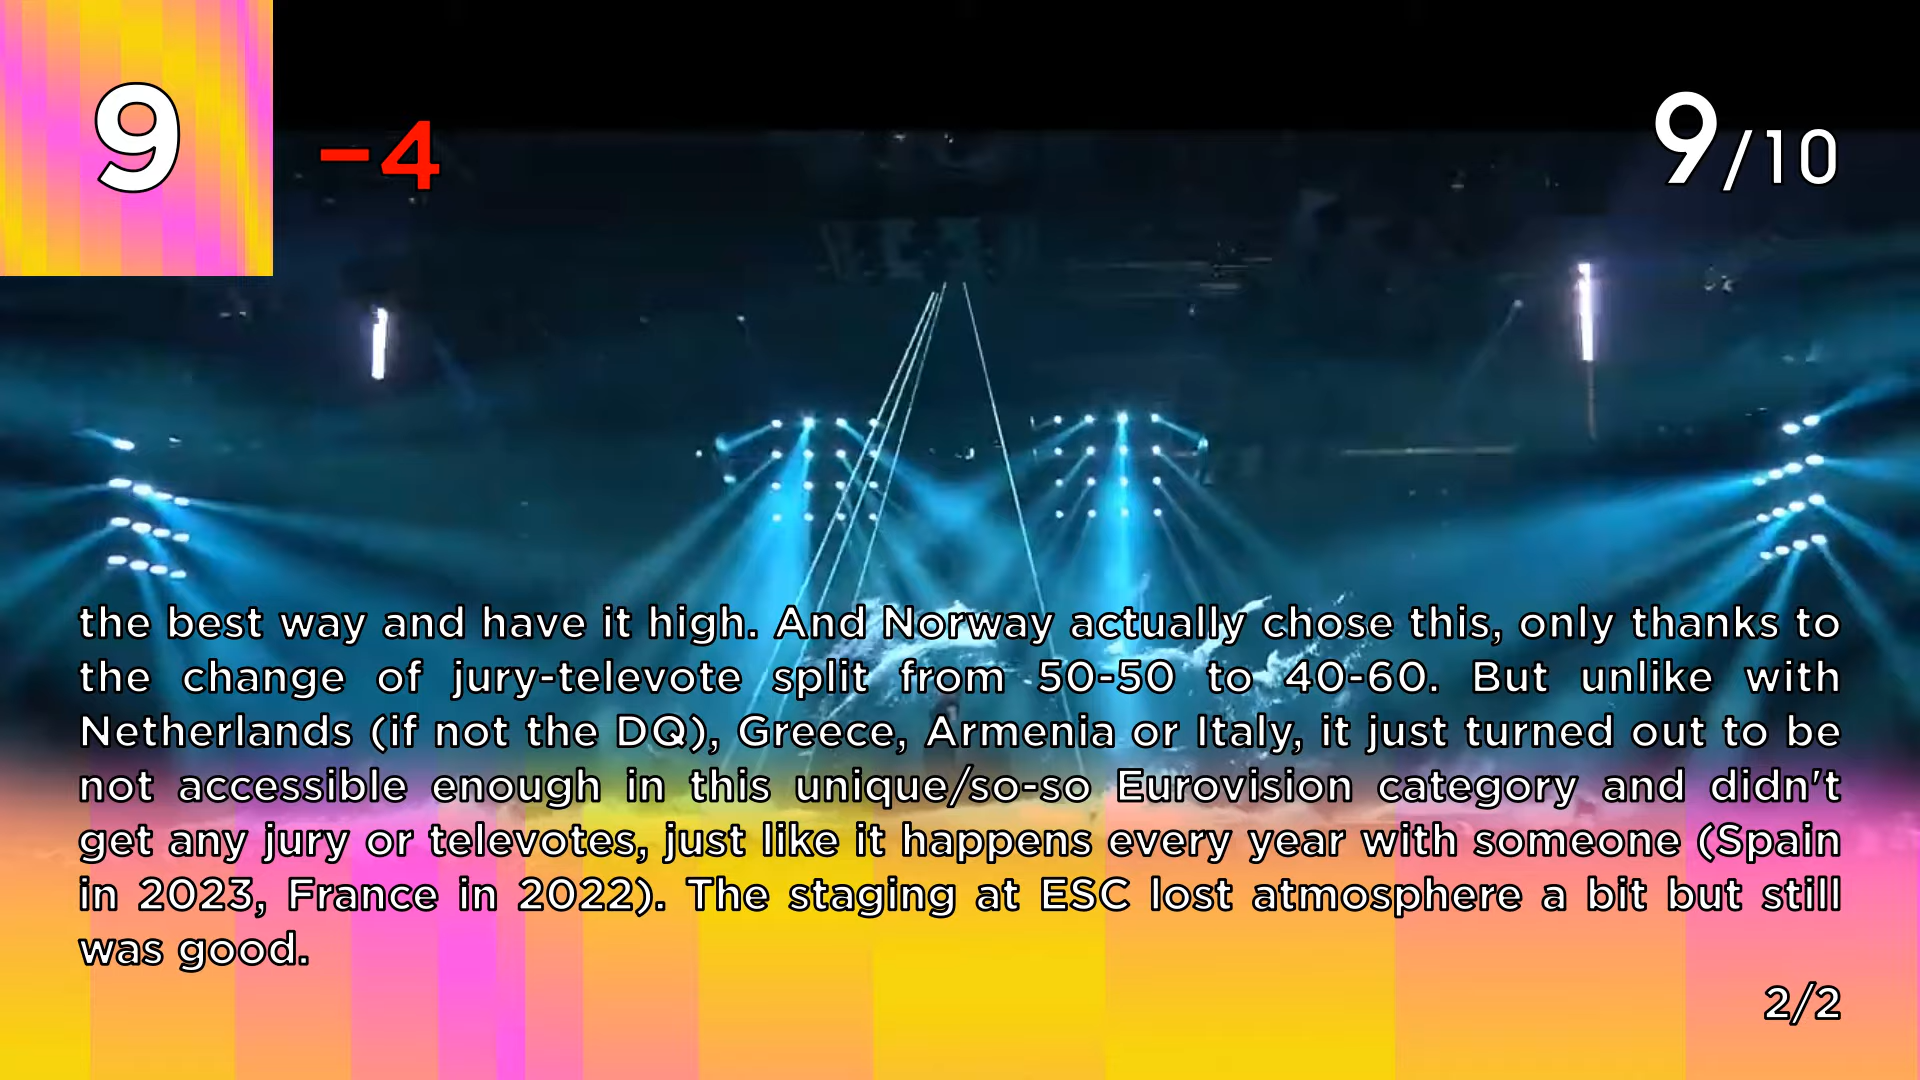 9
-4
9/10
the best way and have it high. And Norway actually chose this, only thanks to
the change of jury-televote split from 50-50 to 40-60. But unlike with
Netherlands (if not the DQ), Greece, Armenia or Italy, it just turned out to be
not accessible enough in this unique/so-so Eurovision category and didn't
get any jury or televotes, just like it happens every year with someone (Spain
in 2023, France in 2022). The staging at ESC lost atmosphere a bit but still
was good.
2/2